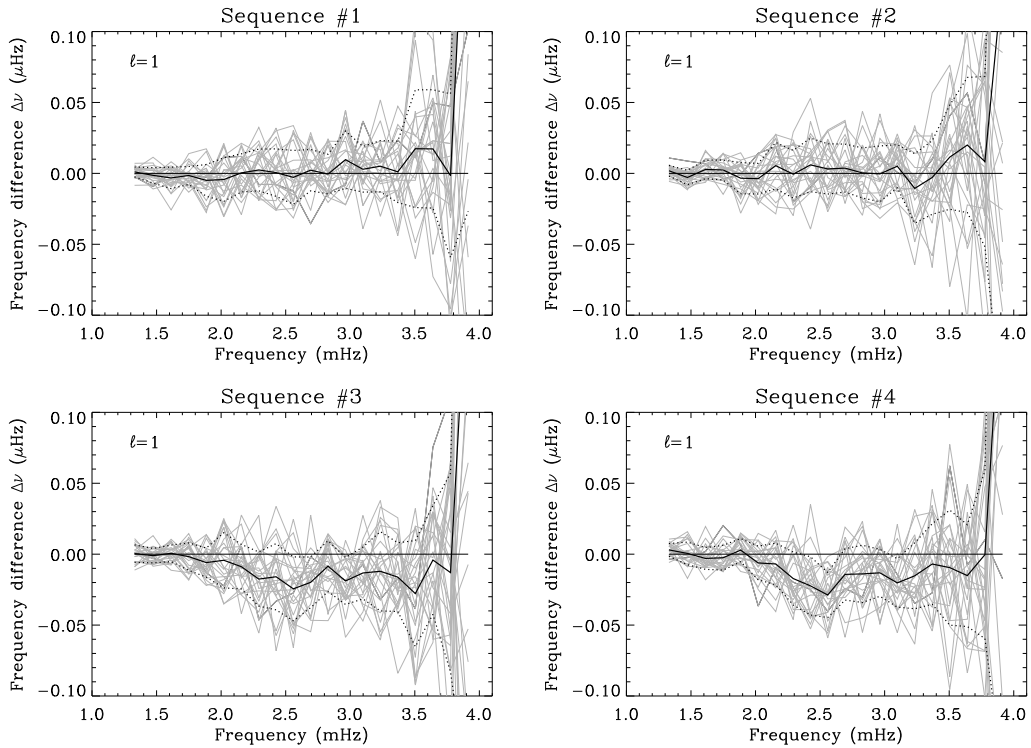 Sequence #1
Frequency difference Δν (μHz)
0.10
0.05
0.00
−0.05
−0.10
ℓ=1
1.0 1.5 2.0 2.5 3.0 3.5 4.0
Frequency (mHz)
Sequence #2
Frequency difference Δν (μHz)
0.10
0.05
0.00
−0.05
−0.10
ℓ=1
1.0 1.5 2.0 2.5 3.0 3.5 4.0
Frequency (mHz)
Sequence #3
Frequency difference Δν (μHz)
0.10
0.05
0.00
−0.05
−0.10
ℓ=1
1.0 1.5 2.0 2.5 3.0 3.5 4.0
Frequency (mHz)
Sequence #4
Frequency difference Δν (μHz)
0.10
0.05
0.00
−0.05
−0.10
ℓ=1
1.0 1.5 2.0 2.5 3.0 3.5 4.0
Frequency (mHz)